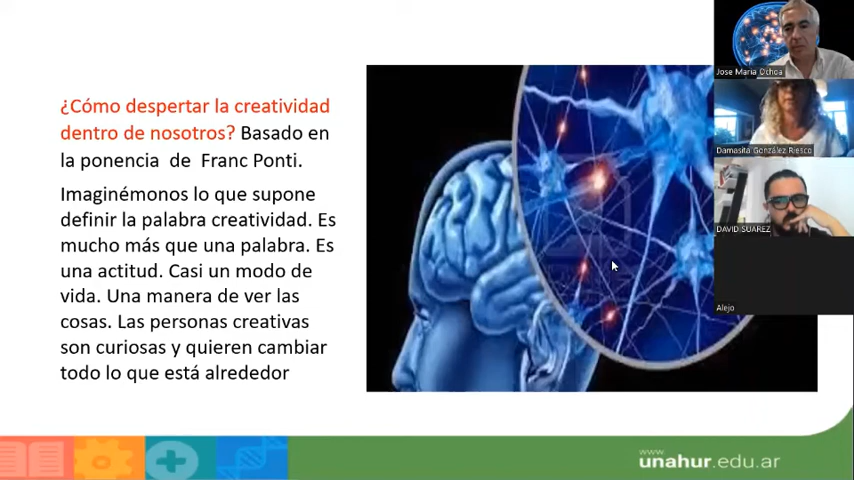 ¿Cómo despertar la creatividad
dentro de nosotros? Basado en
la ponencia de Franc Ponti.
Imaginémonos lo que supone
definir la palabra creatividad. Es
mucho más que una palabra. Es
una actitud. Casi un modo de
vida. Una manera de ver las
cosas. Las personas creativas
son curiosas y quieren cambiar
todo lo que está alrededor
Jose Maria Ochoa
Damasita González Riesco
DAVID SUAREZ
Alejo
www
unahur.edu.ar